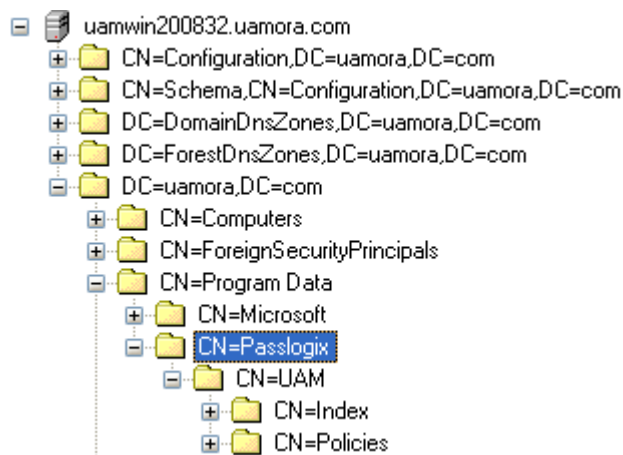 uamwin200832.uamora.com
CN=Configuration,DC=uamora,DC=com
CN=Schema,CN=Configuration,DC=uamora,DC=com
DC=DomainDnsZones,DC=uamora,DC=com
DC=ForestDnsZones,DC=uamora,DC=com
DC=uamora,DC=com
CN=Computers
CN=ForeignSecurityPrincipals
CN=Program Data
CN=Microsoft
CN=Passlogix
CN=UAM
CN=Index
CN=Policies